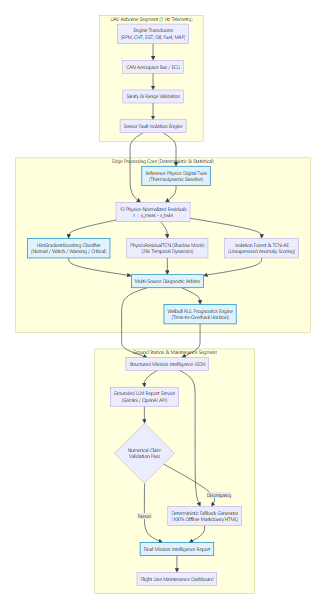 UAV Airborne Segment (1 Hz Telemetry)
Engine Transducers
(RPM, CHT, EGT, Oil, Fuel, MAP)
CAN Aerospace Bus / ECU
Sanity & Range Validation
Sensor Fault Isolation Engine
Edge Processing Core (Deterministic & Statistical)
Reference Physics Digital Twin
(Thermodynamic Baseline)
13 Physics-Normalized Residuals
r = x_meas - x_twin
HistGradientBoosting Classifier
(Normal / Watch / Warning / Critical)
PhysicsResidualTCN (Shadow Mode)
Temporal Dynamics)
Isolation Forest & TCN-AE
(Unsupervised Anomaly Scoring)
Multi-Source Diagnostic Arbiter
Weibull RUL Prognostics Engine
(Time-to-Overhaul Horizon)
Ground Station & Maintenance Segment
Structured Mission Intelligence JSON
Grounded LLM Report Service
(Gemini / OpenAI API)
Numerical Claim
Validation Pass
Discrepancy
Passed
Deterministic Fallback Generator
(100% Offline Markdown/HTML)
Final Mission Intelligence Report
Flight Line Maintenance Dashboard